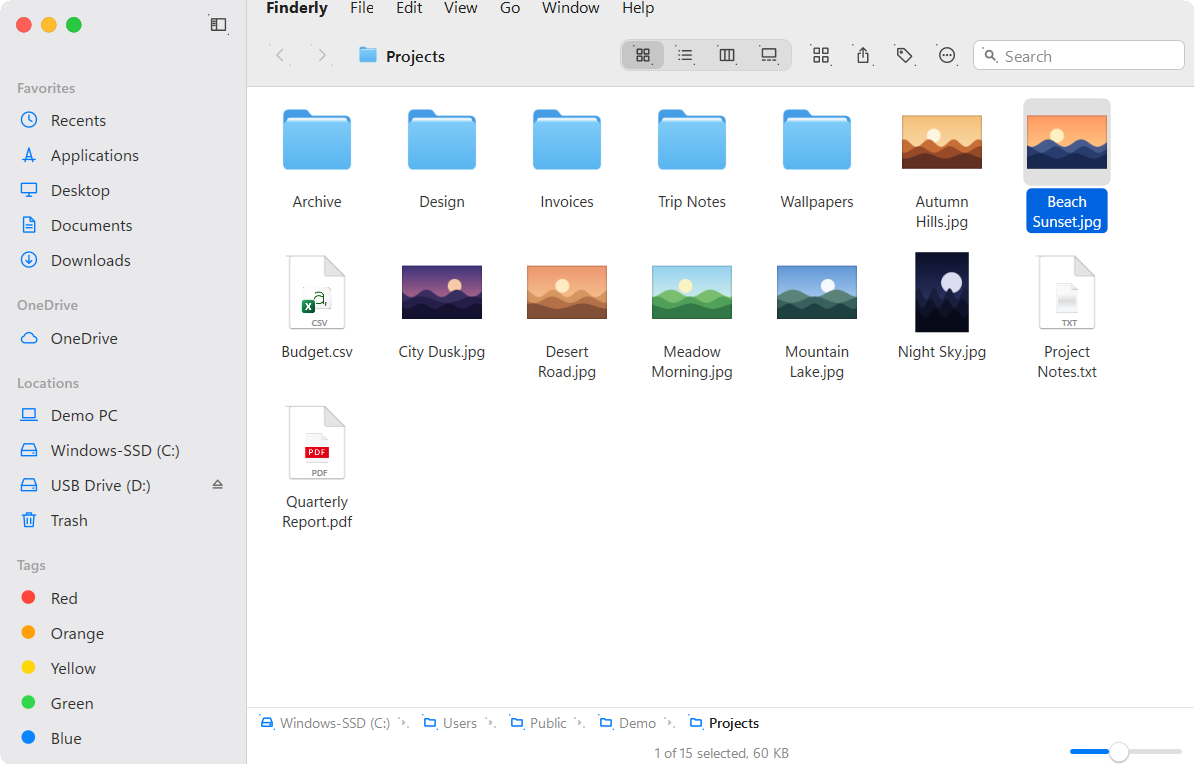 Finderly File Edit View Go Window Help
Projects
Search
Favorites
Recents
Applications
Desktop
Documents
Downloads
OneDrive
OneDrive
Locations
Demo PC
Windows-SSD (C:)
USB Drive (D:)
Trash
Tags
Red
Orange
Yellow
Green
Blue
Archive
Design
Invoices
Trip Notes
Wallpapers
Autumn
Hills.jpg
Beach
Sunset.jpg
CSV
Budget.csv
City Dusk.jpg
Desert
Road.jpg
Meadow
Morning.jpg
Mountain
Lake.jpg
Night Sky.jpg
TXT
Project
Notes.txt
PDF
PDF
Quarterly
Report.pdf
Windows-SSD (C:) Users Public Demo Projects
1 of 15 selected, 60 KB